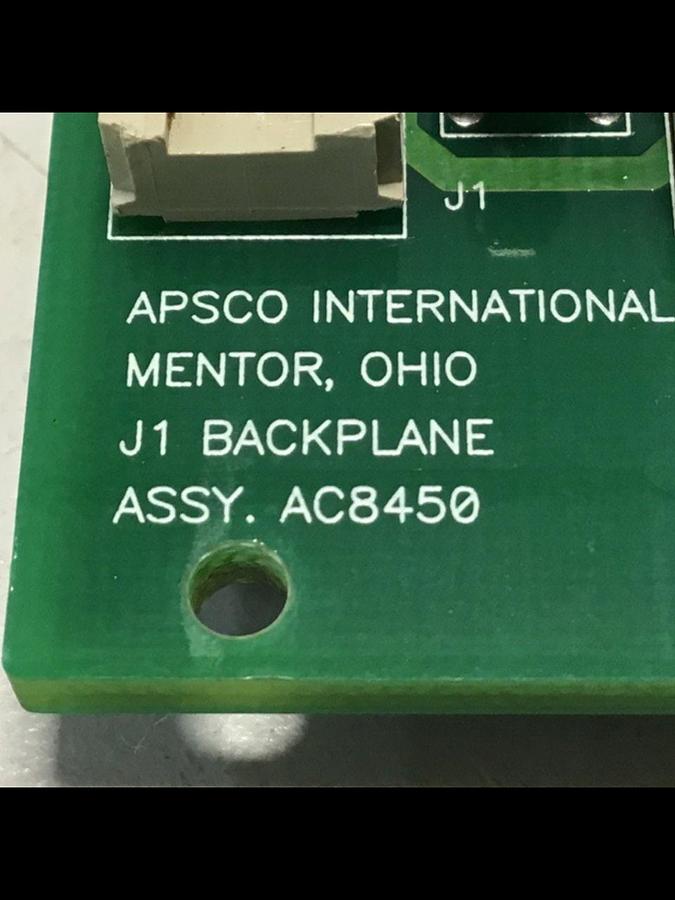 J1
APSCO INTERNATIONAL
MENTOR, OHIO
J1 BACKPLANE
ASSY. AC8450